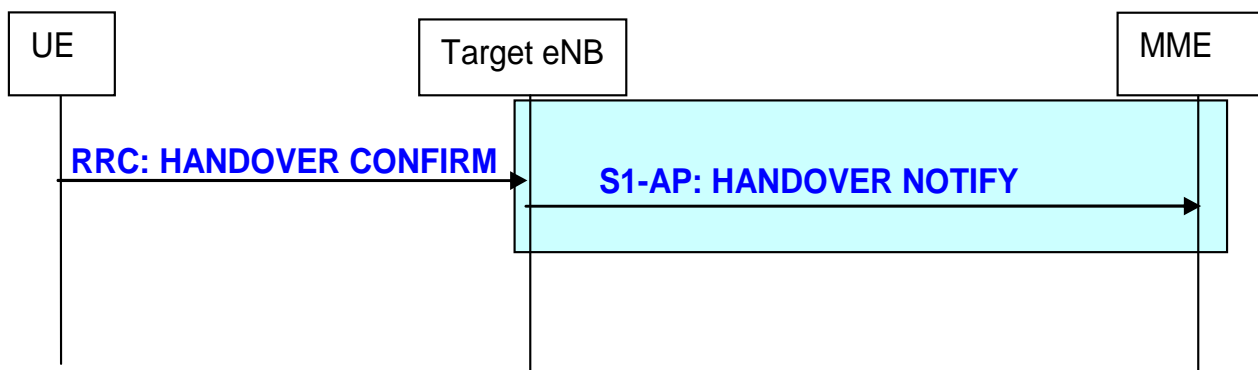 UE
Target eNB
MME
RRC: HANDOVER CONFIRM
S1-AP: HANDOVER NOTIFY